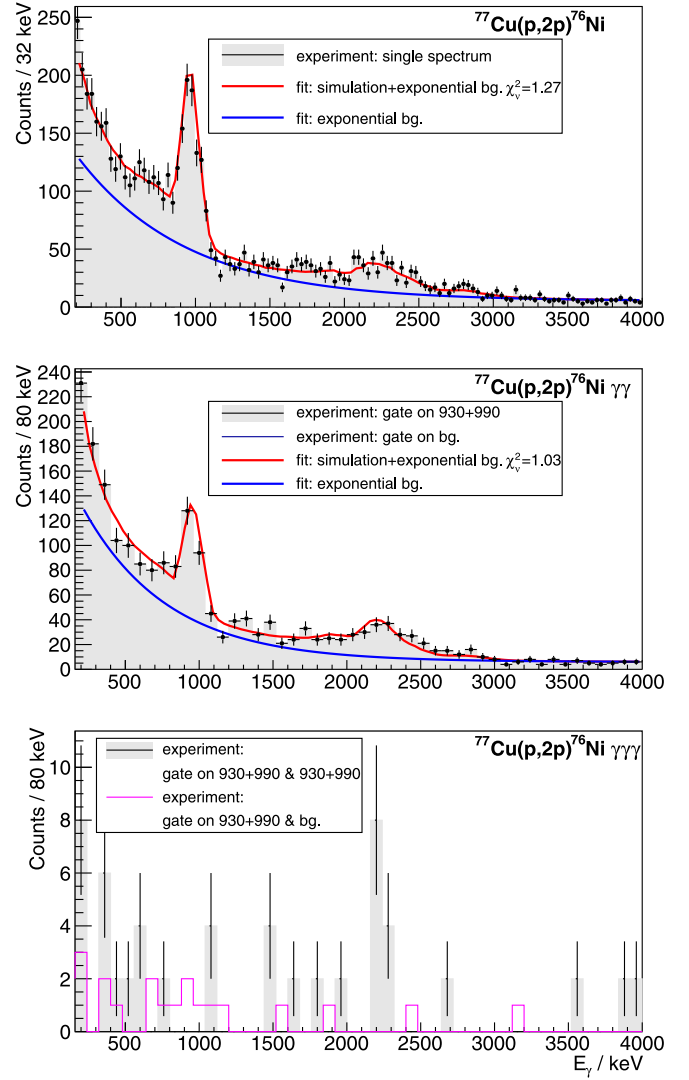 ⁷⁷Cu(p,2p)⁷⁶Ni
Counts / 32 keV
experiment: single spectrum
fit: simulation+exponential bg. χ²ᵥ=1.27
fit: exponential bg.
250
200
150
100
50
0
500 1000 1500 2000 2500 3000 3500 4000
⁷⁷Cu(p,2p)⁷⁶Ni γγ
Counts / 80 keV
experiment: gate on 930+990
experiment: gate on bg.
fit: simulation+exponential bg. χ²ᵥ=1.03
fit: exponential bg.
240
220
200
180
160
140
120
100
80
60
40
20
0
500 1000 1500 2000 2500 3000 3500 4000
⁷⁷Cu(p,2p)⁷⁶Ni γγγ
Counts / 80 keV
experiment:
gate on 930+990 & 930+990
experiment:
gate on 930+990 & bg.
10
8
6
4
2
0
500 1000 1500 2000 2500 3000 3500 4000
E_γ / keV